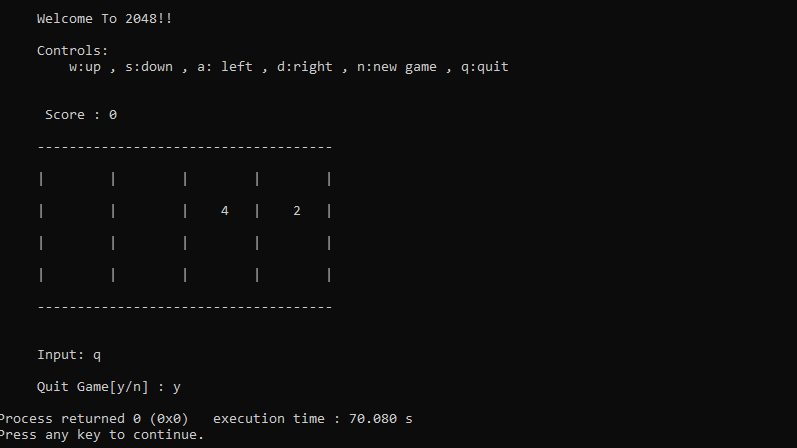 Welcome To 2048!!
Controls:
w:up , s:down , a: left , d:right , n:new game , q:quit
Score : 0
-------------------------------------
| | | | |
| | | 4 | 2 |
| | | | |
| | | | |
-------------------------------------
Input: q
Quit Game[y/n] : y
Process returned 0 (0x0) execution time : 70.080 s
Press any key to continue.